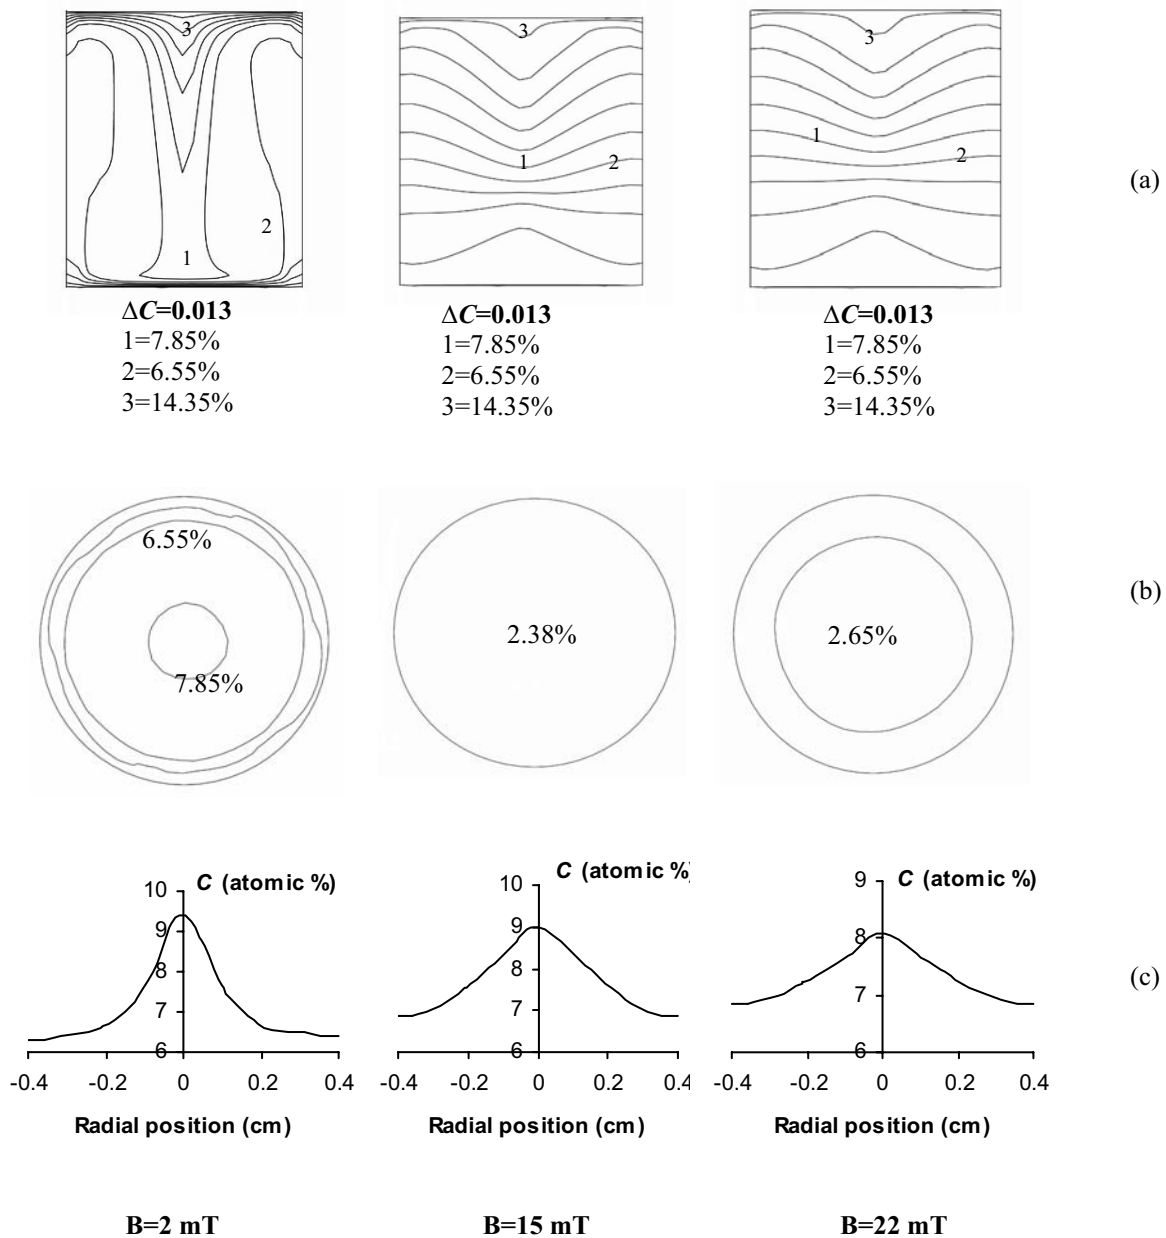 3
3
3
1
2
1
2
2
1
(a)
ΔC=0.013
1=7.85%
2=6.55%
3=14.35%
ΔC=0.013
1=7.85%
2=6.55%
3=14.35%
ΔC=0.013
1=7.85%
2=6.55%
3=14.35%
6.55%
7.85%
2.38%
2.65%
(b)
C (atomic %)
10
9
8
7
6
-0.4 -0.2 0 0.2 0.4
Radial position (cm)
C (atomic %)
10
9
8
7
6
-0.4 -0.2 0 0.2 0.4
Radial position (cm)
C (atomic %)
9
8
7
6
-0.4 -0.2 0 0.2 0.4
Radial position (cm)
(c)
B=2 mT
B=15 mT
B=22 mT